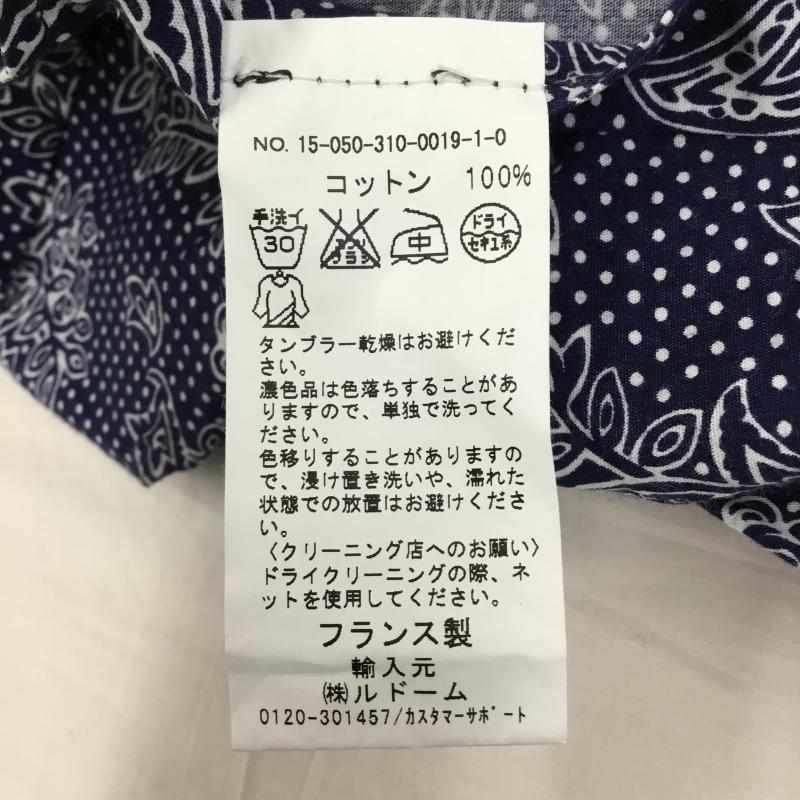 NO. 15-050-310-0019-1-0
コットン 100%
手洗イ
30
エンソ
サラシ
中
ドライ
セキユ系
タンブラー乾燥はお避けくだ
さい。
濃色品は色落ちすることがあ
りますので、単独で洗ってく
ださい。
色移りすることがありますの
で、浸け置き洗いや、濡れた
状態での放置はお避けくださ
い。
〈クリーニング店へのお願い〉
ドライクリーニングの際、ネ
ットを使用してください。
フランス製
輸入元
㈱ルドーム
0120-301457/カスタマーサポート